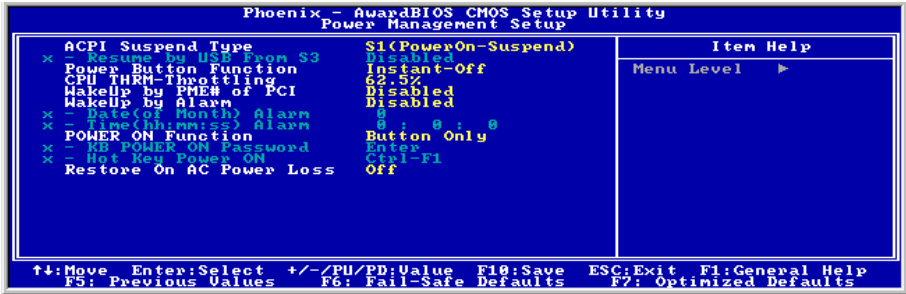 Phoenix - AwardBIOS CMOS Setup Utility
Power Management Setup
ACPI Suspend Type S1(PowerOn-Suspend)
x - Resume by USB From S3 Disabled
Power Button Function Instant-Off
CPU THRM-Throttling 62.5%
WakeUp by PME# of PCI Disabled
WakeUp by Alarm Disabled
x - Date(of Month) Alarm 0
x - Time(hh:mm:ss) Alarm 0 : 0 : 0
POWER ON Function Button Only
x - KB POWER ON Password Enter
x - Hot Key Power ON Ctrl-F1
Restore On AC Power Loss Off
Item Help
Menu Level ►
↑↓:Move Enter:Select +/-/PU/PD:Value F10:Save ESC:Exit F1:General Help
F5: Previous Values F6: Fail-Safe Defaults F7: Optimized Defaults